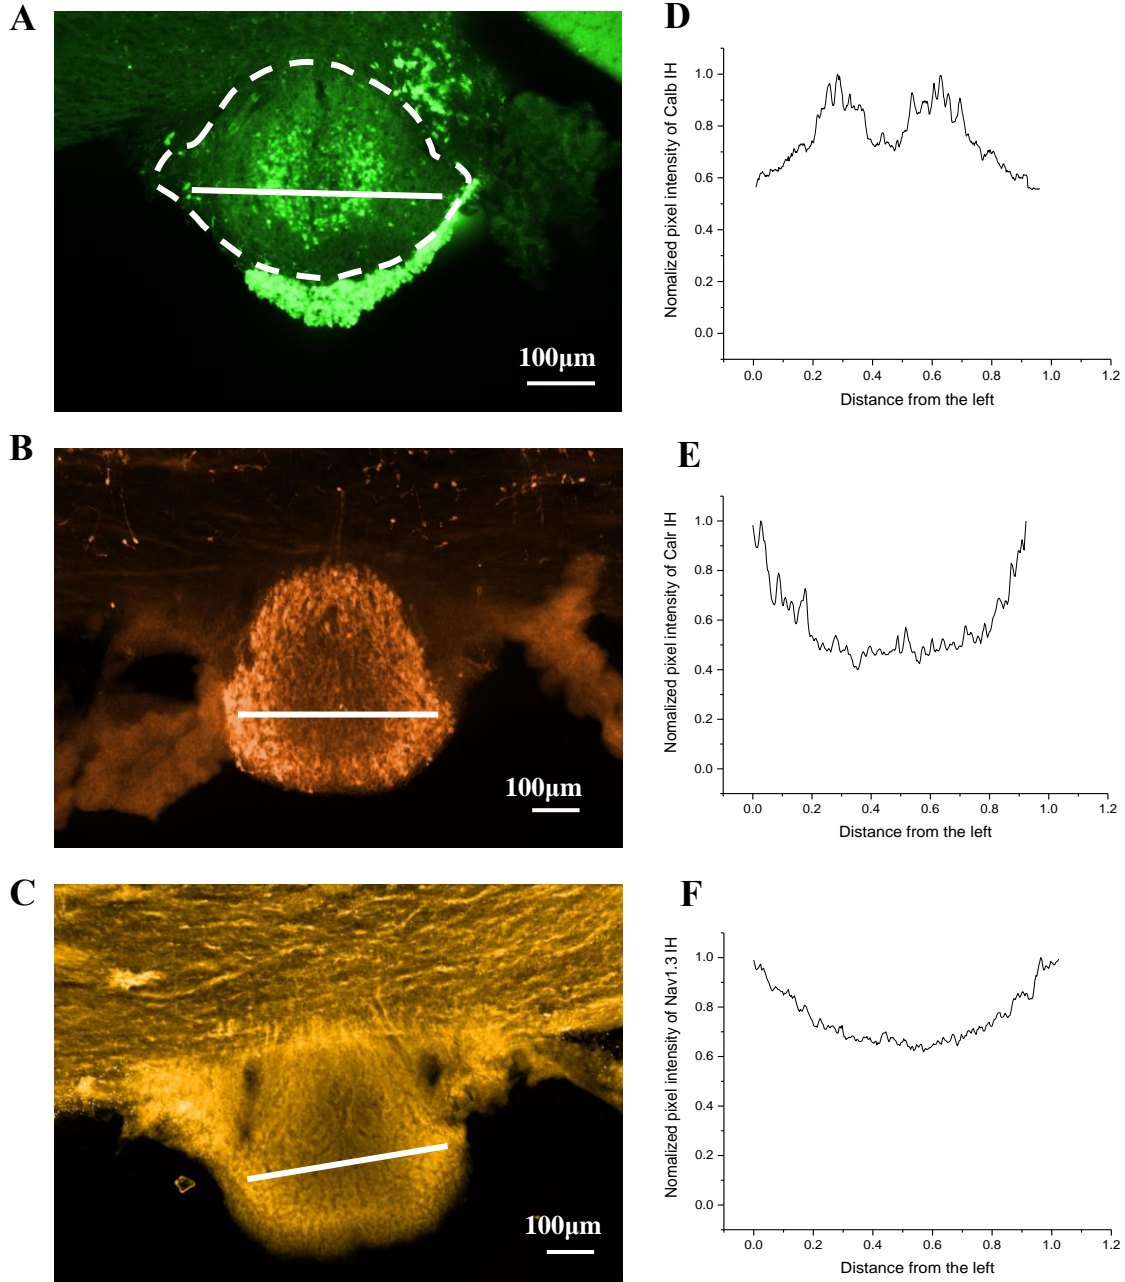 A
100μm
D
Nomalized pixel intensity of Calb IH
1.0
0.8
0.6
0.4
0.2
0.0
0.0 0.2 0.4 0.6 0.8 1.0 1.2
Distance from the left
B
100μm
E
Nomalized pixel intensity of Calr IH
1.0
0.8
0.6
0.4
0.2
0.0
0.0 0.2 0.4 0.6 0.8 1.0 1.2
Distance from the left
C
100μm
F
Nomalized pixel intensity of Nav1.3 IH
1.0
0.8
0.6
0.4
0.2
0.0
0.0 0.2 0.4 0.6 0.8 1.0 1.2
Distance from the left